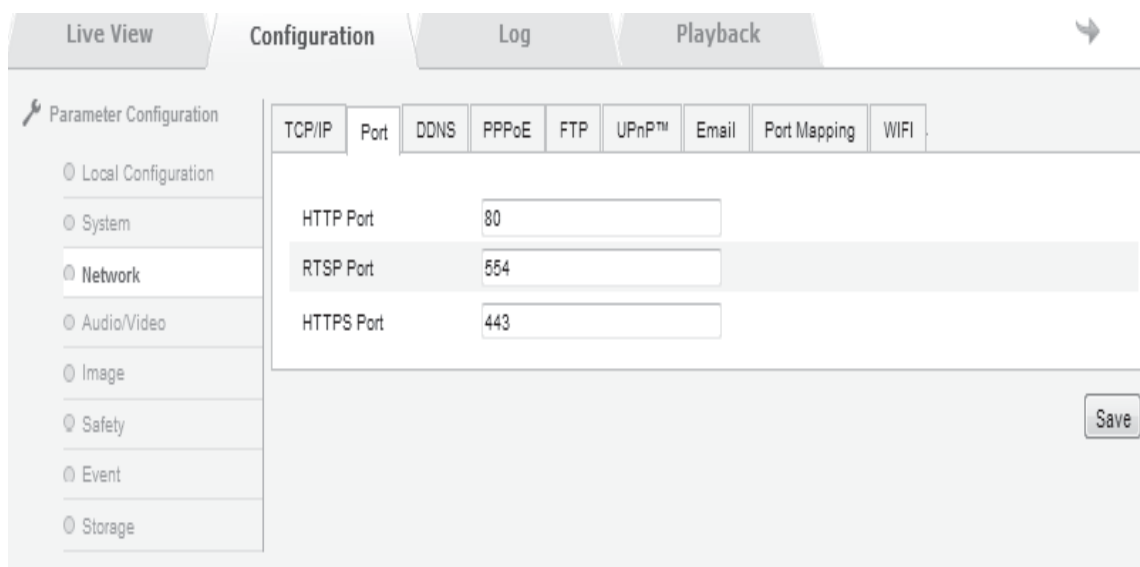 Live View Configuration Log Playback
Parameter Configuration
Local Configuration
System
Network
Audio/Video
Image
Safety
Event
Storage
TCP/IP Port DDNS PPPoE FTP UPnP™ Email Port Mapping WIFI
HTTP Port 80
RTSP Port 554
HTTPS Port 443
Save